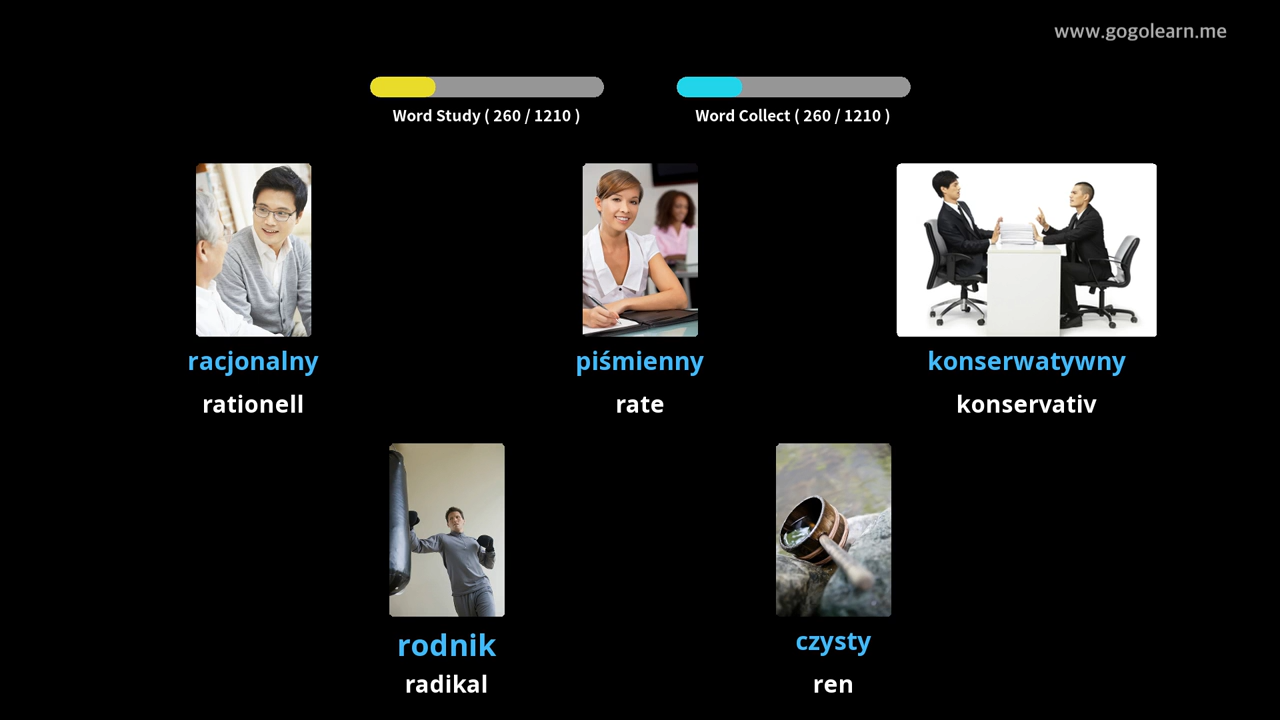 www.gogolearn.me
Word Study ( 260 / 1210 )
Word Collect ( 260 / 1210 )
racjonalny
rationell
piśmienny
rate
konserwatywny
konservativ
rodnik
radikal
czysty
ren